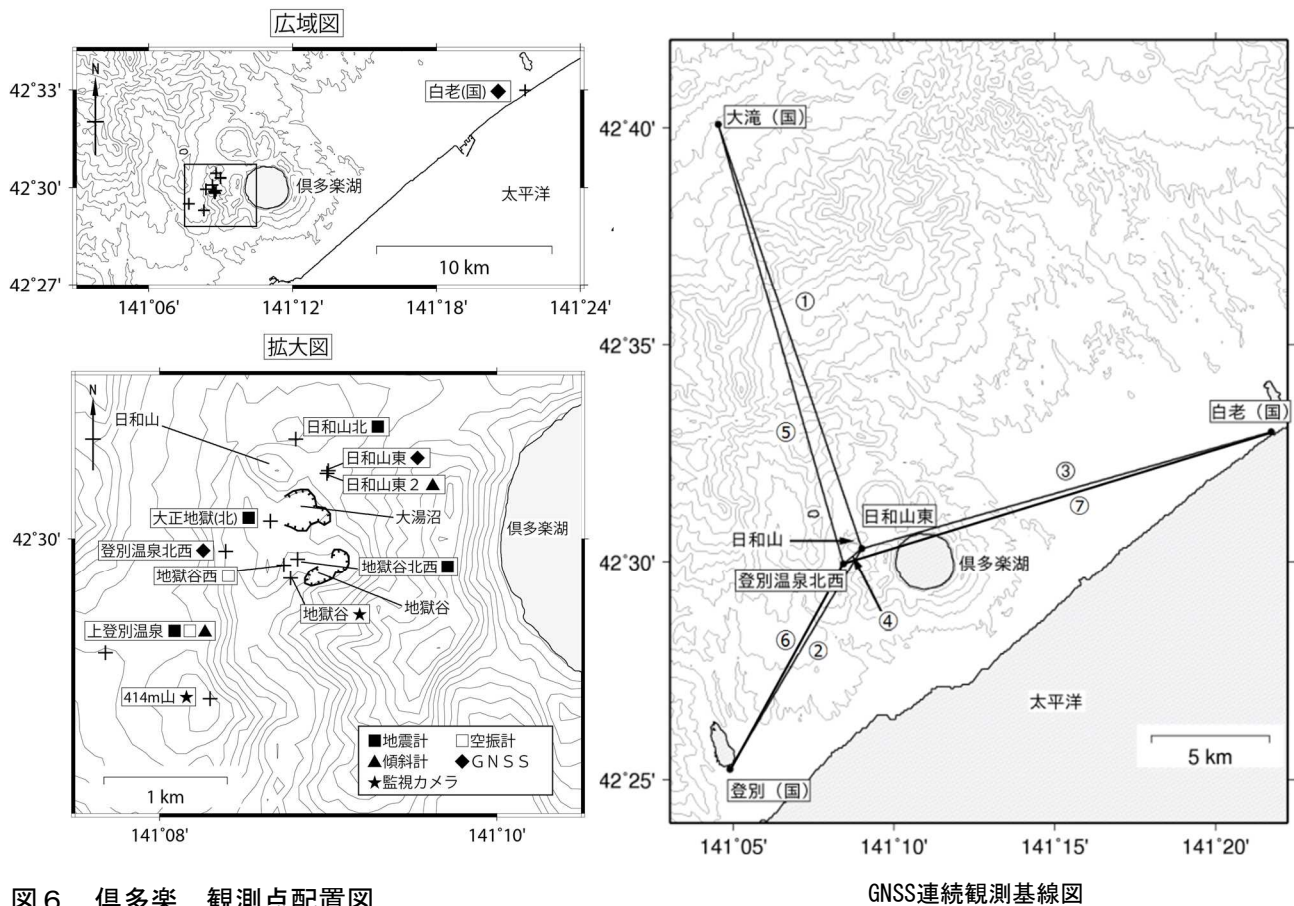 広域図
N
42˚33'
42˚30'
42˚27'
白老(国) ◆
倶多楽湖
太平洋
10 km
141˚06'
141˚12'
141˚18'
141˚24'
拡大図
N
日和山
日和山北 ■
日和山東 ◆
日和山東２ ▲
大正地獄(北) ■
大湯沼
倶多楽湖
42˚30'
登別温泉北西 ◆
地獄谷西 □
地獄谷北西 ■
地獄谷 ★
地獄谷
上登別温泉 ■ □ ▲
414m山 ★
■地震計 □空振計
▲傾斜計 ◆ＧＮＳＳ
★監視カメラ
1 km
141˚08'
141˚10'
図６ 倶多楽 観測点配置図
大滝（国）
42˚40'
①
42˚35'
⑤
白老（国）
③
⑦
日和山東
日和山
42˚30'
登別温泉北西
倶多楽湖
④
⑥
②
太平洋
42˚25'
登別（国）
5 km
141˚05'
141˚10'
141˚15'
141˚20'
GNSS連続観測基線図